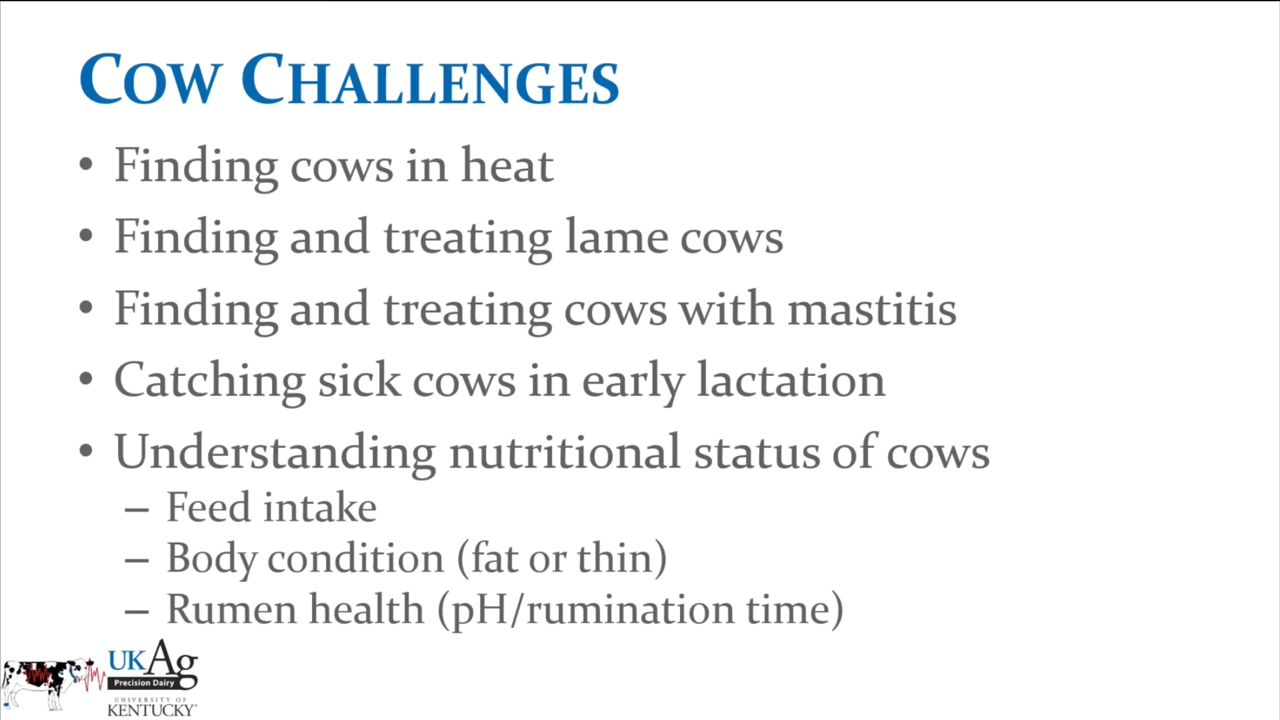 COW CHALLENGES
• Finding cows in heat
• Finding and treating lame cows
• Finding and treating cows with mastitis
• Catching sick cows in early lactation
• Understanding nutritional status of cows
– Feed intake
– Body condition (fat or thin)
– Rumen health (pH/rumination time)
UKAg
Precision Dairy
UNIVERSITY OF
KENTUCKY